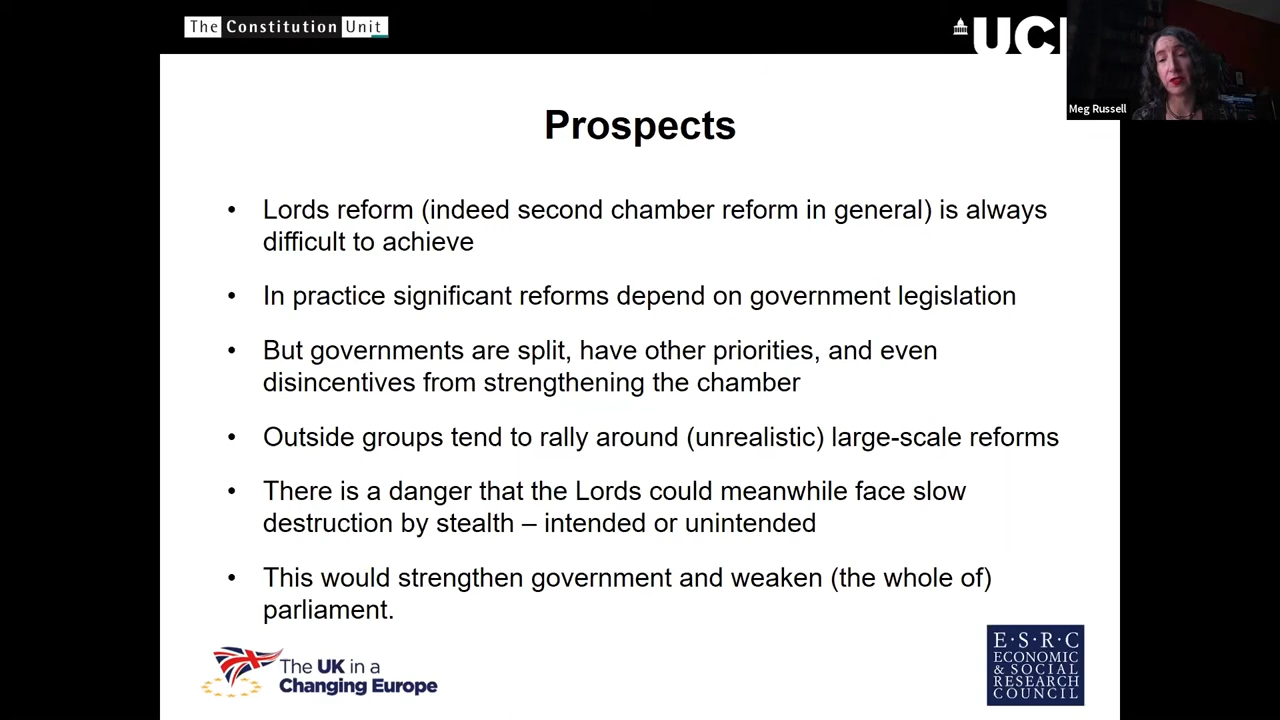 The Constitution Unit
UCL
Meg Russell
Prospects
• Lords reform (indeed second chamber reform in general) is always
difficult to achieve
• In practice significant reforms depend on government legislation
• But governments are split, have other priorities, and even
disincentives from strengthening the chamber
• Outside groups tend to rally around (unrealistic) large-scale reforms
• There is a danger that the Lords could meanwhile face slow
destruction by stealth – intended or unintended
• This would strengthen government and weaken (the whole of)
parliament.
The UK in a
Changing Europe
E·S·R·C
ECONOMIC
& SOCIAL
RESEARCH
COUNCIL